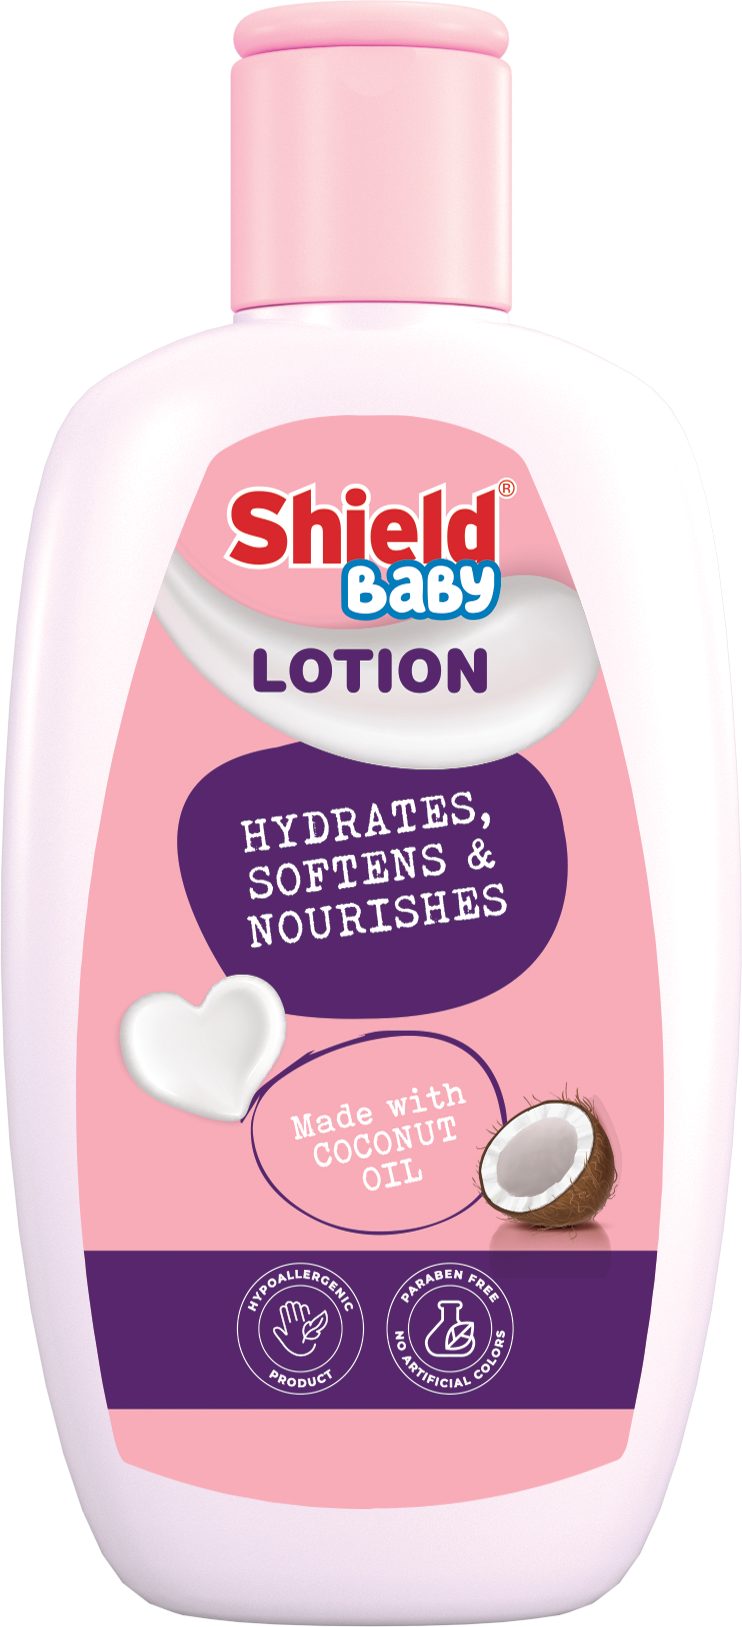 Shield®
BaBy
LOTION
HYDRATES,
SOFTENS &
NOURISHES
Made with
COCONUT
OIL
HYPOALLERGENIC
PRODUCT
PARABEN FREE
NO ARTIFICIAL COLORS